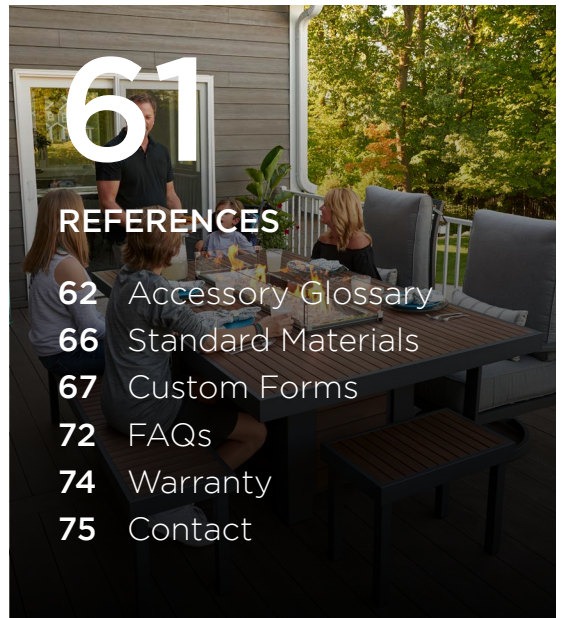 61
REFERENCES
62 Accessory Glossary
66 Standard Materials
67 Custom Forms
72 FAQs
74 Warranty
75 Contact